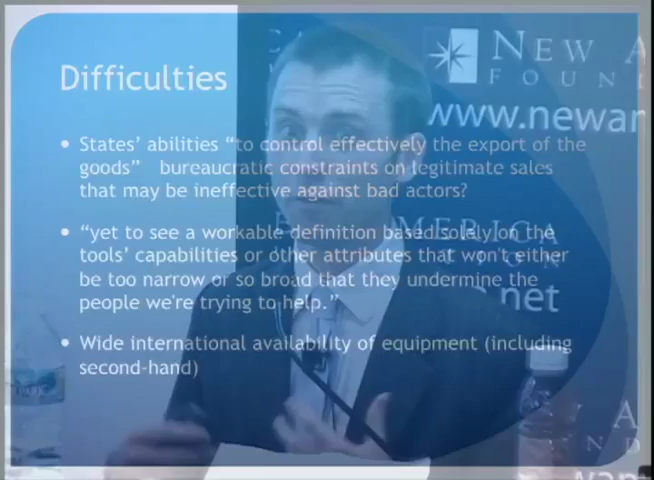 NEW A
FOUN
www.newar
Difficulties
• States' abilities “to control effectively the export of the
goods”   bureaucratic constraints on legitimate sales
that may be ineffective against bad actors?
• “yet to see a workable definition based solely on the
tools' capabilities or other attributes that won't either
be too narrow or so broad that they undermine the
people we're trying to help.”
• Wide international availability of equipment (including
second-hand)
MERICA
.net
A
N D